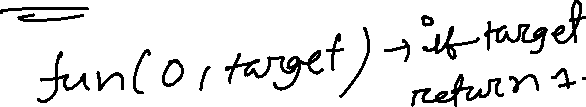 fun(0, target) → if target
return 1.